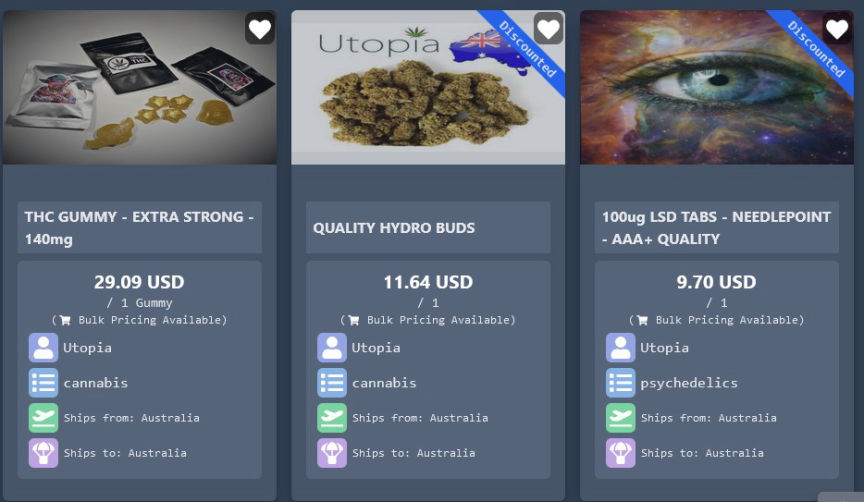 Utopia
Discounted
Discounted
THC
THC GUMMY - EXTRA STRONG -
140mg
QUALITY HYDRO BUDS
100ug LSD TABS - NEEDLEPOINT
- AAA+ QUALITY
29.09 USD
/ 1 Gummy
( Bulk Pricing Available)
Utopia
cannabis
Ships from: Australia
Ships to: Australia
11.64 USD
/ 1
( Bulk Pricing Available)
Utopia
cannabis
Ships from: Australia
Ships to: Australia
9.70 USD
/ 1
( Bulk Pricing Available)
Utopia
psychedelics
Ships from: Australia
Ships to: Australia